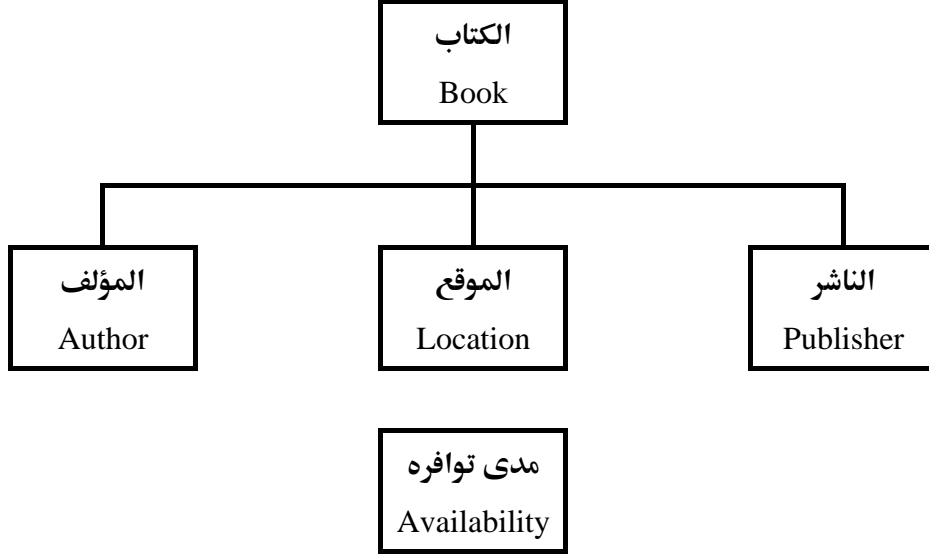 الكتاب
Book
المؤلف
Author
الموقع
Location
الناشر
Publisher
مدى توافره
Availability